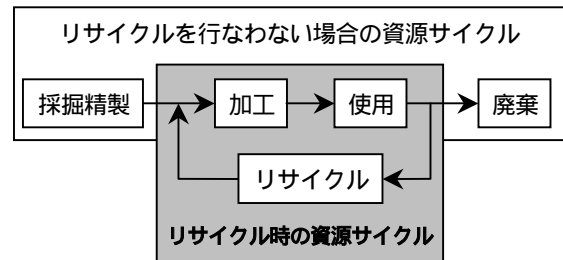 リサイクルを行なわない場合の資源サイクル
採掘精製
加工
使用
廃棄
リサイクル
リサイクル時の資源サイクル